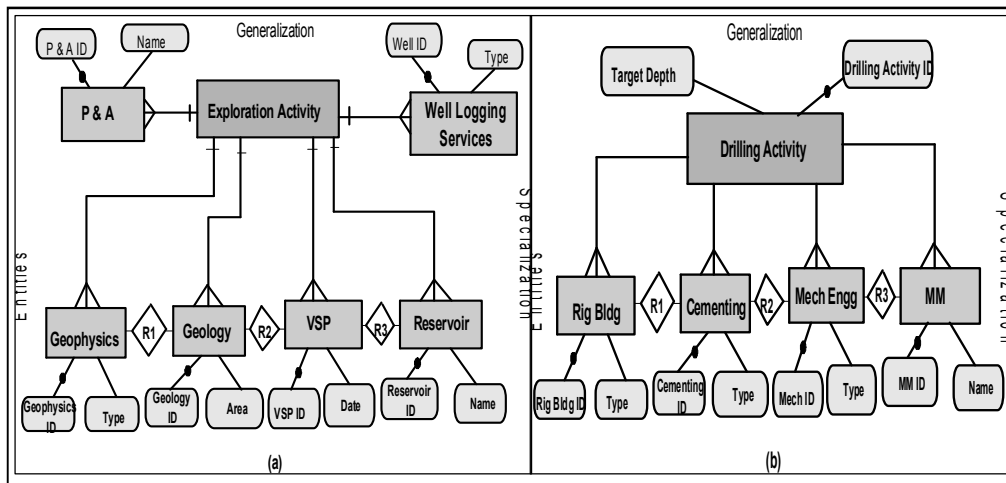 Generalization
P & A ID
Name
Well ID
Type
P & A
Exploration Activity
Well Logging
Services
Entities
Specialization
Geophysics
R1
Geology
R2
VSP
R3
Reservoir
Geophysics
ID
Type
Geology
ID
Area
VSP ID
Date
Reservoir
ID
Name
(a)
Generalization
Target Depth
Drilling Activity ID
Drilling Activity
Entities
Specialization
Rig Bldg
R1
Cementing
R2
Mech Engg
R3
MM
Rig Bldg ID
Type
Cementing
ID
Type
Mech ID
Type
MM ID
Name
(b)